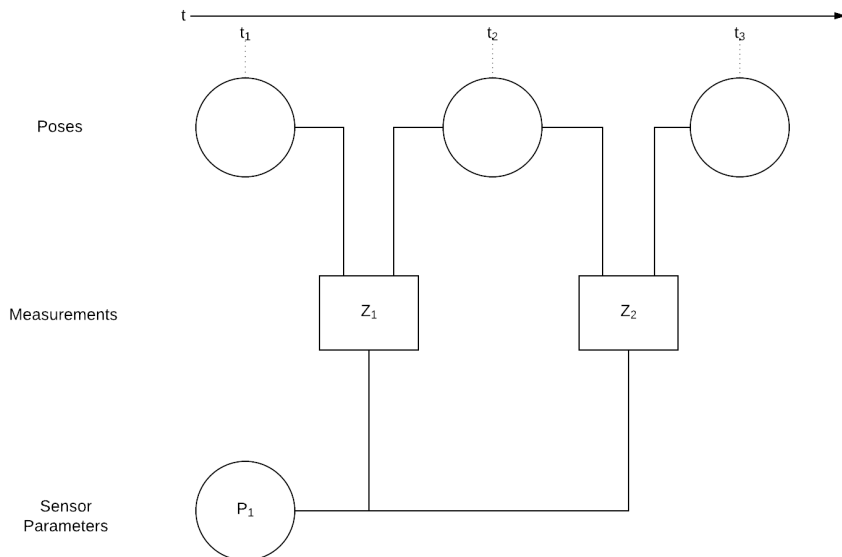 t
t₁ t₂ t₃
Poses
Z₁ Z₂
Measurements
P₁
Sensor
Parameters